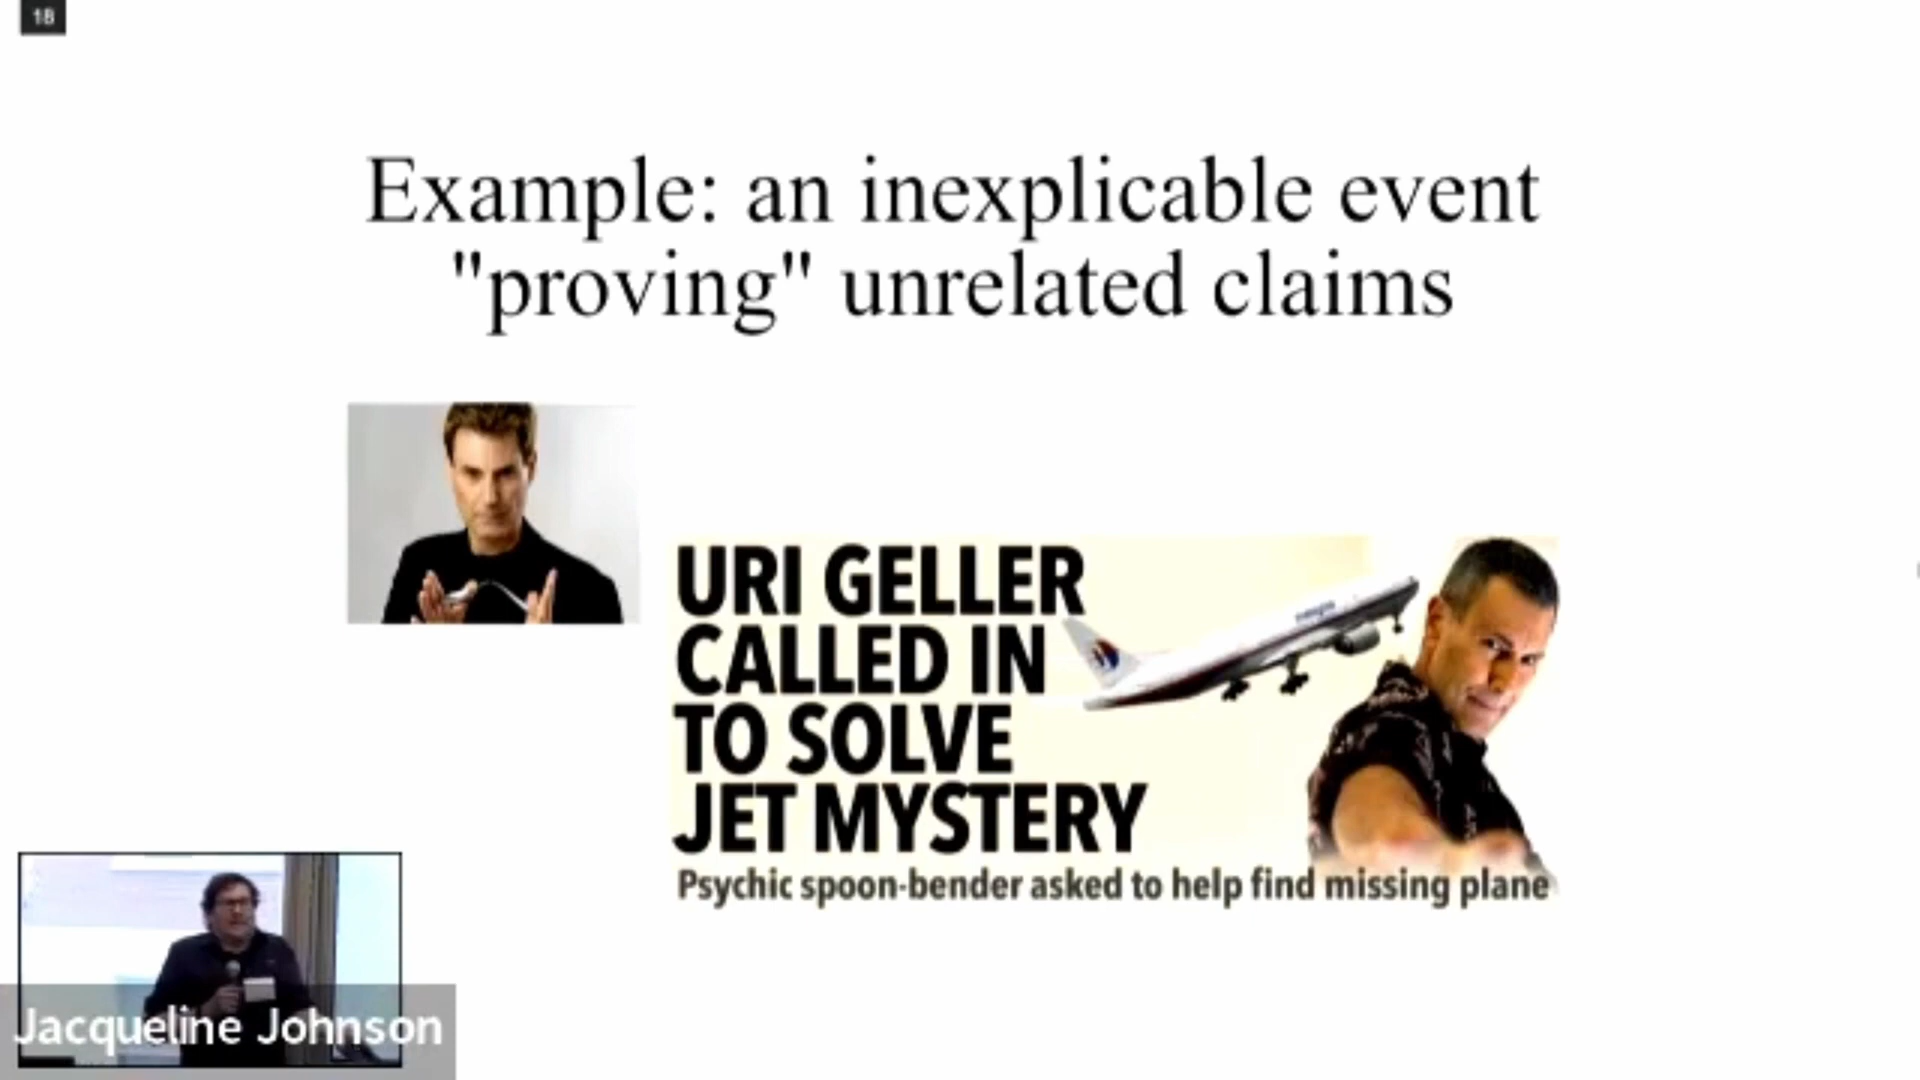 18
Example: an inexplicable event
"proving" unrelated claims
URI GELLER
CALLED IN
TO SOLVE
JET MYSTERY
Psychic spoon-bender asked to help find missing plane
Jacqueline Johnson